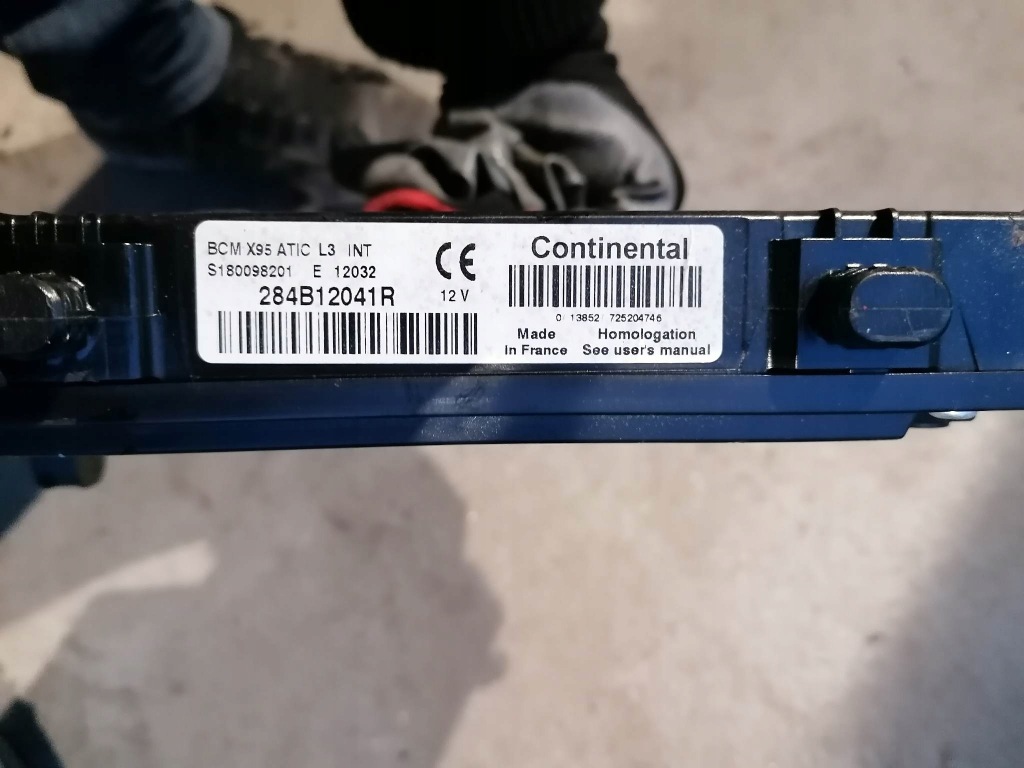 BCM X95 ATIC L3 INT
S180098201 E 12032
284B12041R
CE
12 V
Continental
0 13852 725204746
Made Homologation
in France See user's manual